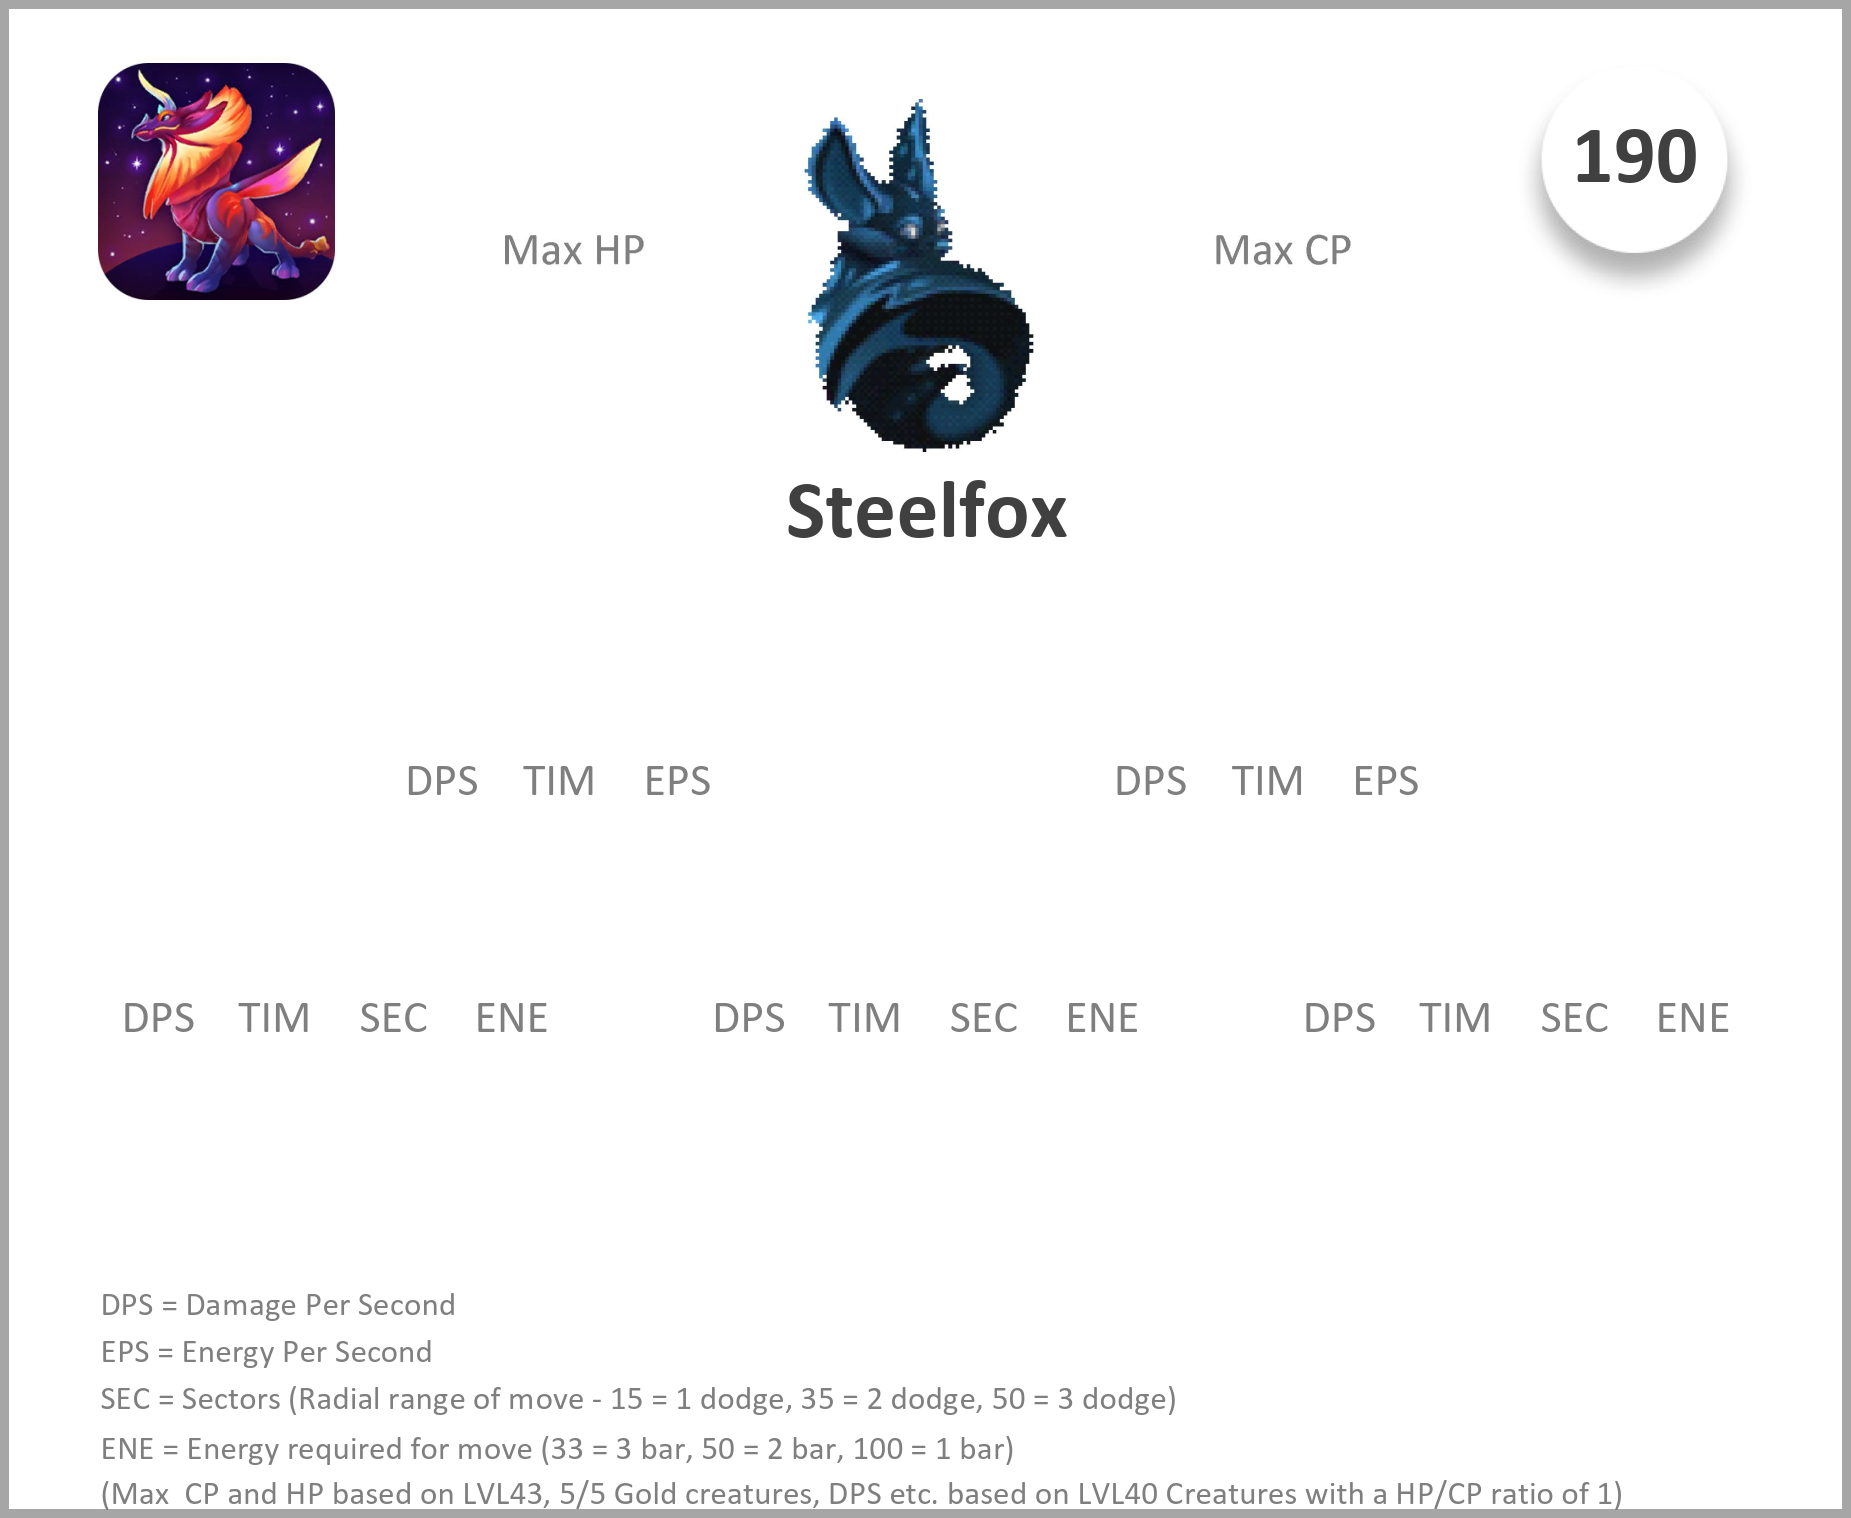 190
Max HP
Max CP
Steelfox
DPS TIM EPS
DPS TIM EPS
DPS TIM SEC ENE
DPS TIM SEC ENE
DPS TIM SEC ENE
DPS = Damage Per Second
EPS = Energy Per Second
SEC = Sectors (Radial range of move - 15 = 1 dodge, 35 = 2 dodge, 50 = 3 dodge)
ENE = Energy required for move (33 = 3 bar, 50 = 2 bar, 100 = 1 bar)
(Max  CP and HP based on LVL43, 5/5 Gold creatures, DPS etc. based on LVL40 Creatures with a HP/CP ratio of 1)